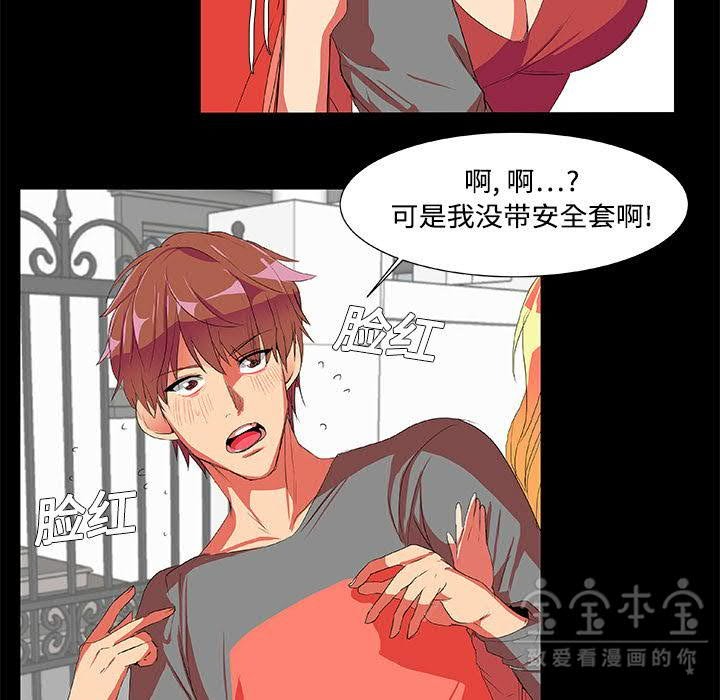 啊, 啊...?
可是我没带安全套啊!
脸红
脸红
宝宝本宝
致爱看漫画的你